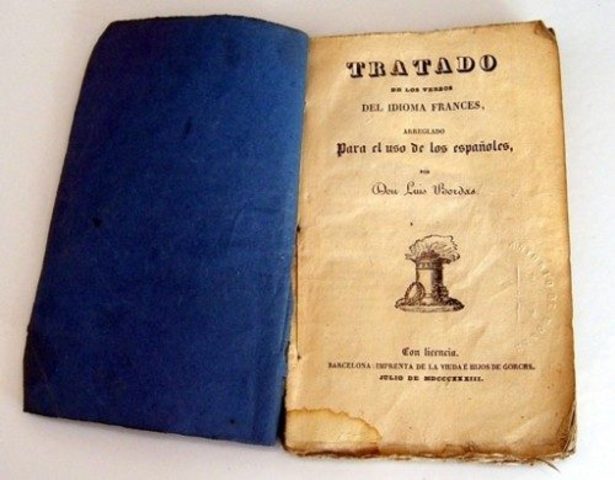 TRATADO
DE LOS VERBOS
DEL IDIOMA FRANCES,
ARREGLADO
Para el uso de los españoles,
POR
Don Luis Bordas.
Con licencia.
BARCELONA: IMPRENTA DE LA VIUDA É HIJOS DE GORCHS,
JULIO DE MDCCCXXXIII.